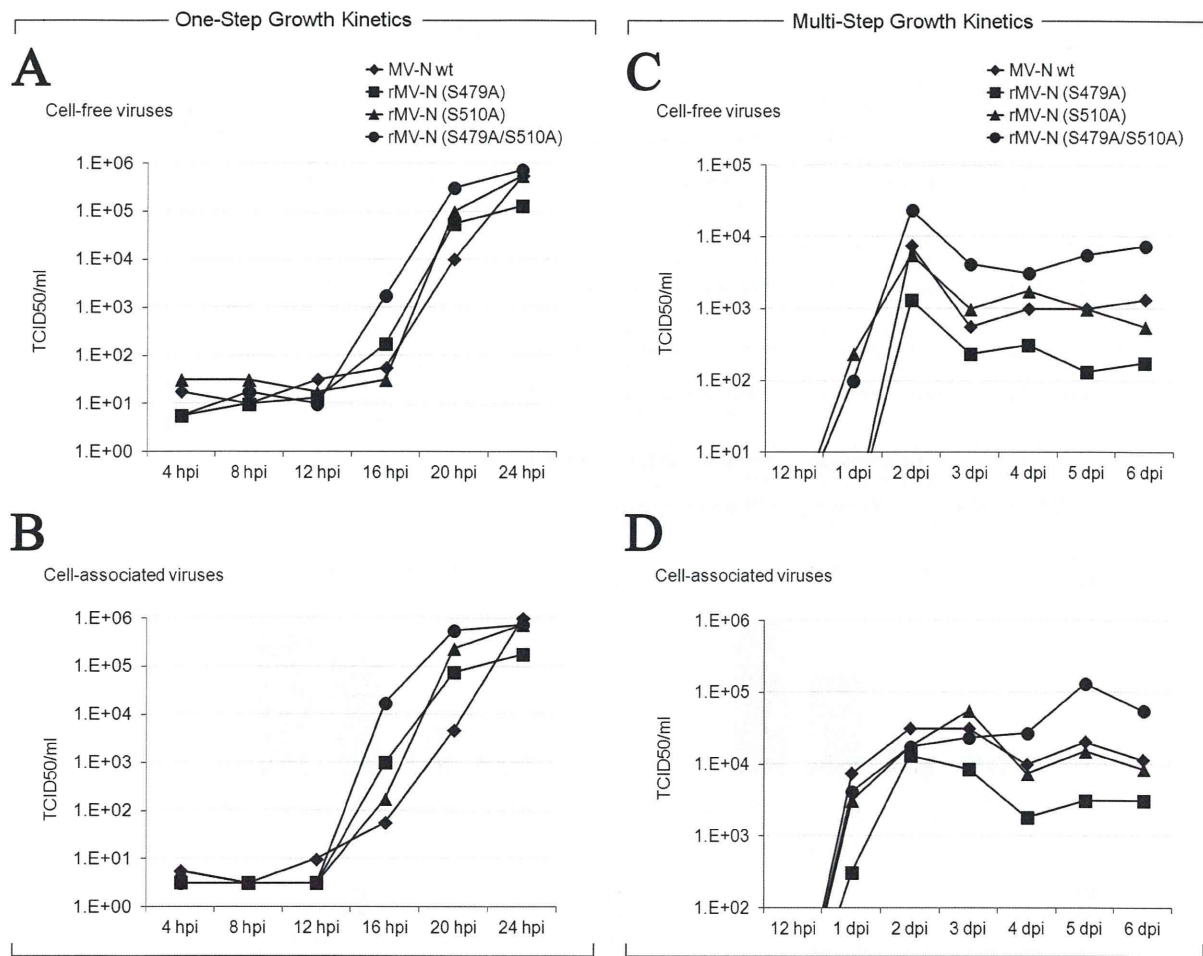 One-Step Growth Kinetics
A
MV-N wt
rMV-N (S479A)
rMV-N (S510A)
rMV-N (S479A/S510A)
Cell-free viruses
TCID50/ml
1.E+06
1.E+05
1.E+04
1.E+03
1.E+02
1.E+01
1.E+00
4 hpi 8 hpi 12 hpi 16 hpi 20 hpi 24 hpi
B
Cell-associated viruses
TCID50/ml
1.E+06
1.E+05
1.E+04
1.E+03
1.E+02
1.E+01
1.E+00
4 hpi 8 hpi 12 hpi 16 hpi 20 hpi 24 hpi
Multi-Step Growth Kinetics
C
MV-N wt
rMV-N (S479A)
rMV-N (S510A)
rMV-N (S479A/S510A)
Cell-free viruses
TCID50/ml
1.E+05
1.E+04
1.E+03
1.E+02
1.E+01
12 hpi 1 dpi 2 dpi 3 dpi 4 dpi 5 dpi 6 dpi
D
Cell-associated viruses
TCID50/ml
1.E+06
1.E+05
1.E+04
1.E+03
1.E+02
12 hpi 1 dpi 2 dpi 3 dpi 4 dpi 5 dpi 6 dpi